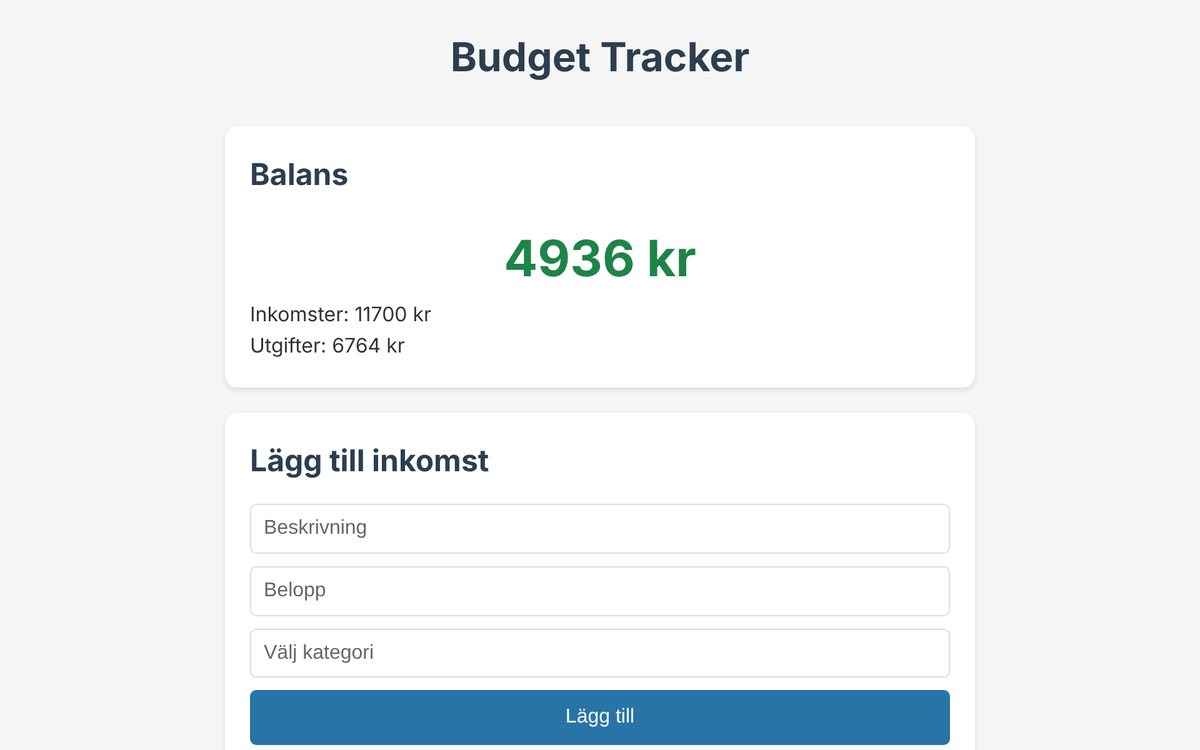 Budget Tracker
Balans
4936 kr
Inkomster: 11700 kr
Utgifter: 6764 kr
Lägg till inkomst
Beskrivning
Belopp
Välj kategori
Lägg till